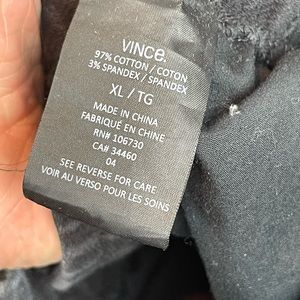 VINCe.
97% COTTON / COTON
3% SPANDEX / SPANDEX
XL / TG
MADE IN CHINA
FABRIQUÉ EN CHINE
RN# 106730
CA# 34460
04
SEE REVERSE FOR CARE
VOIR AU VERSO POUR LES SOINS